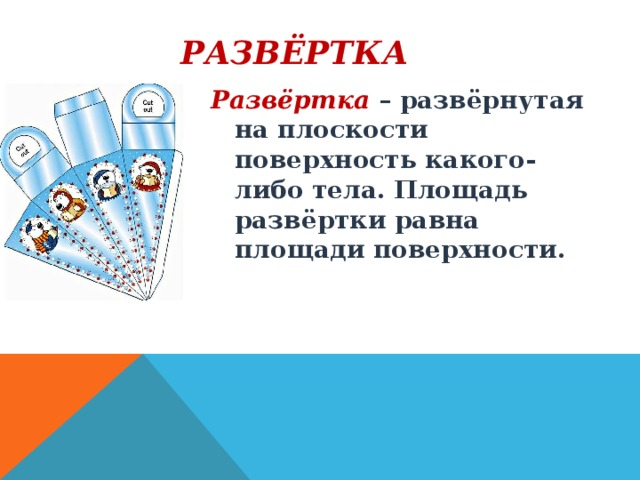 РАЗВЁРТКА
Развёртка – развёрнутая
на плоскости
поверхность какого-
либо тела. Площадь
развёртки равна
площади поверхности.
Cut
out
Cut
out